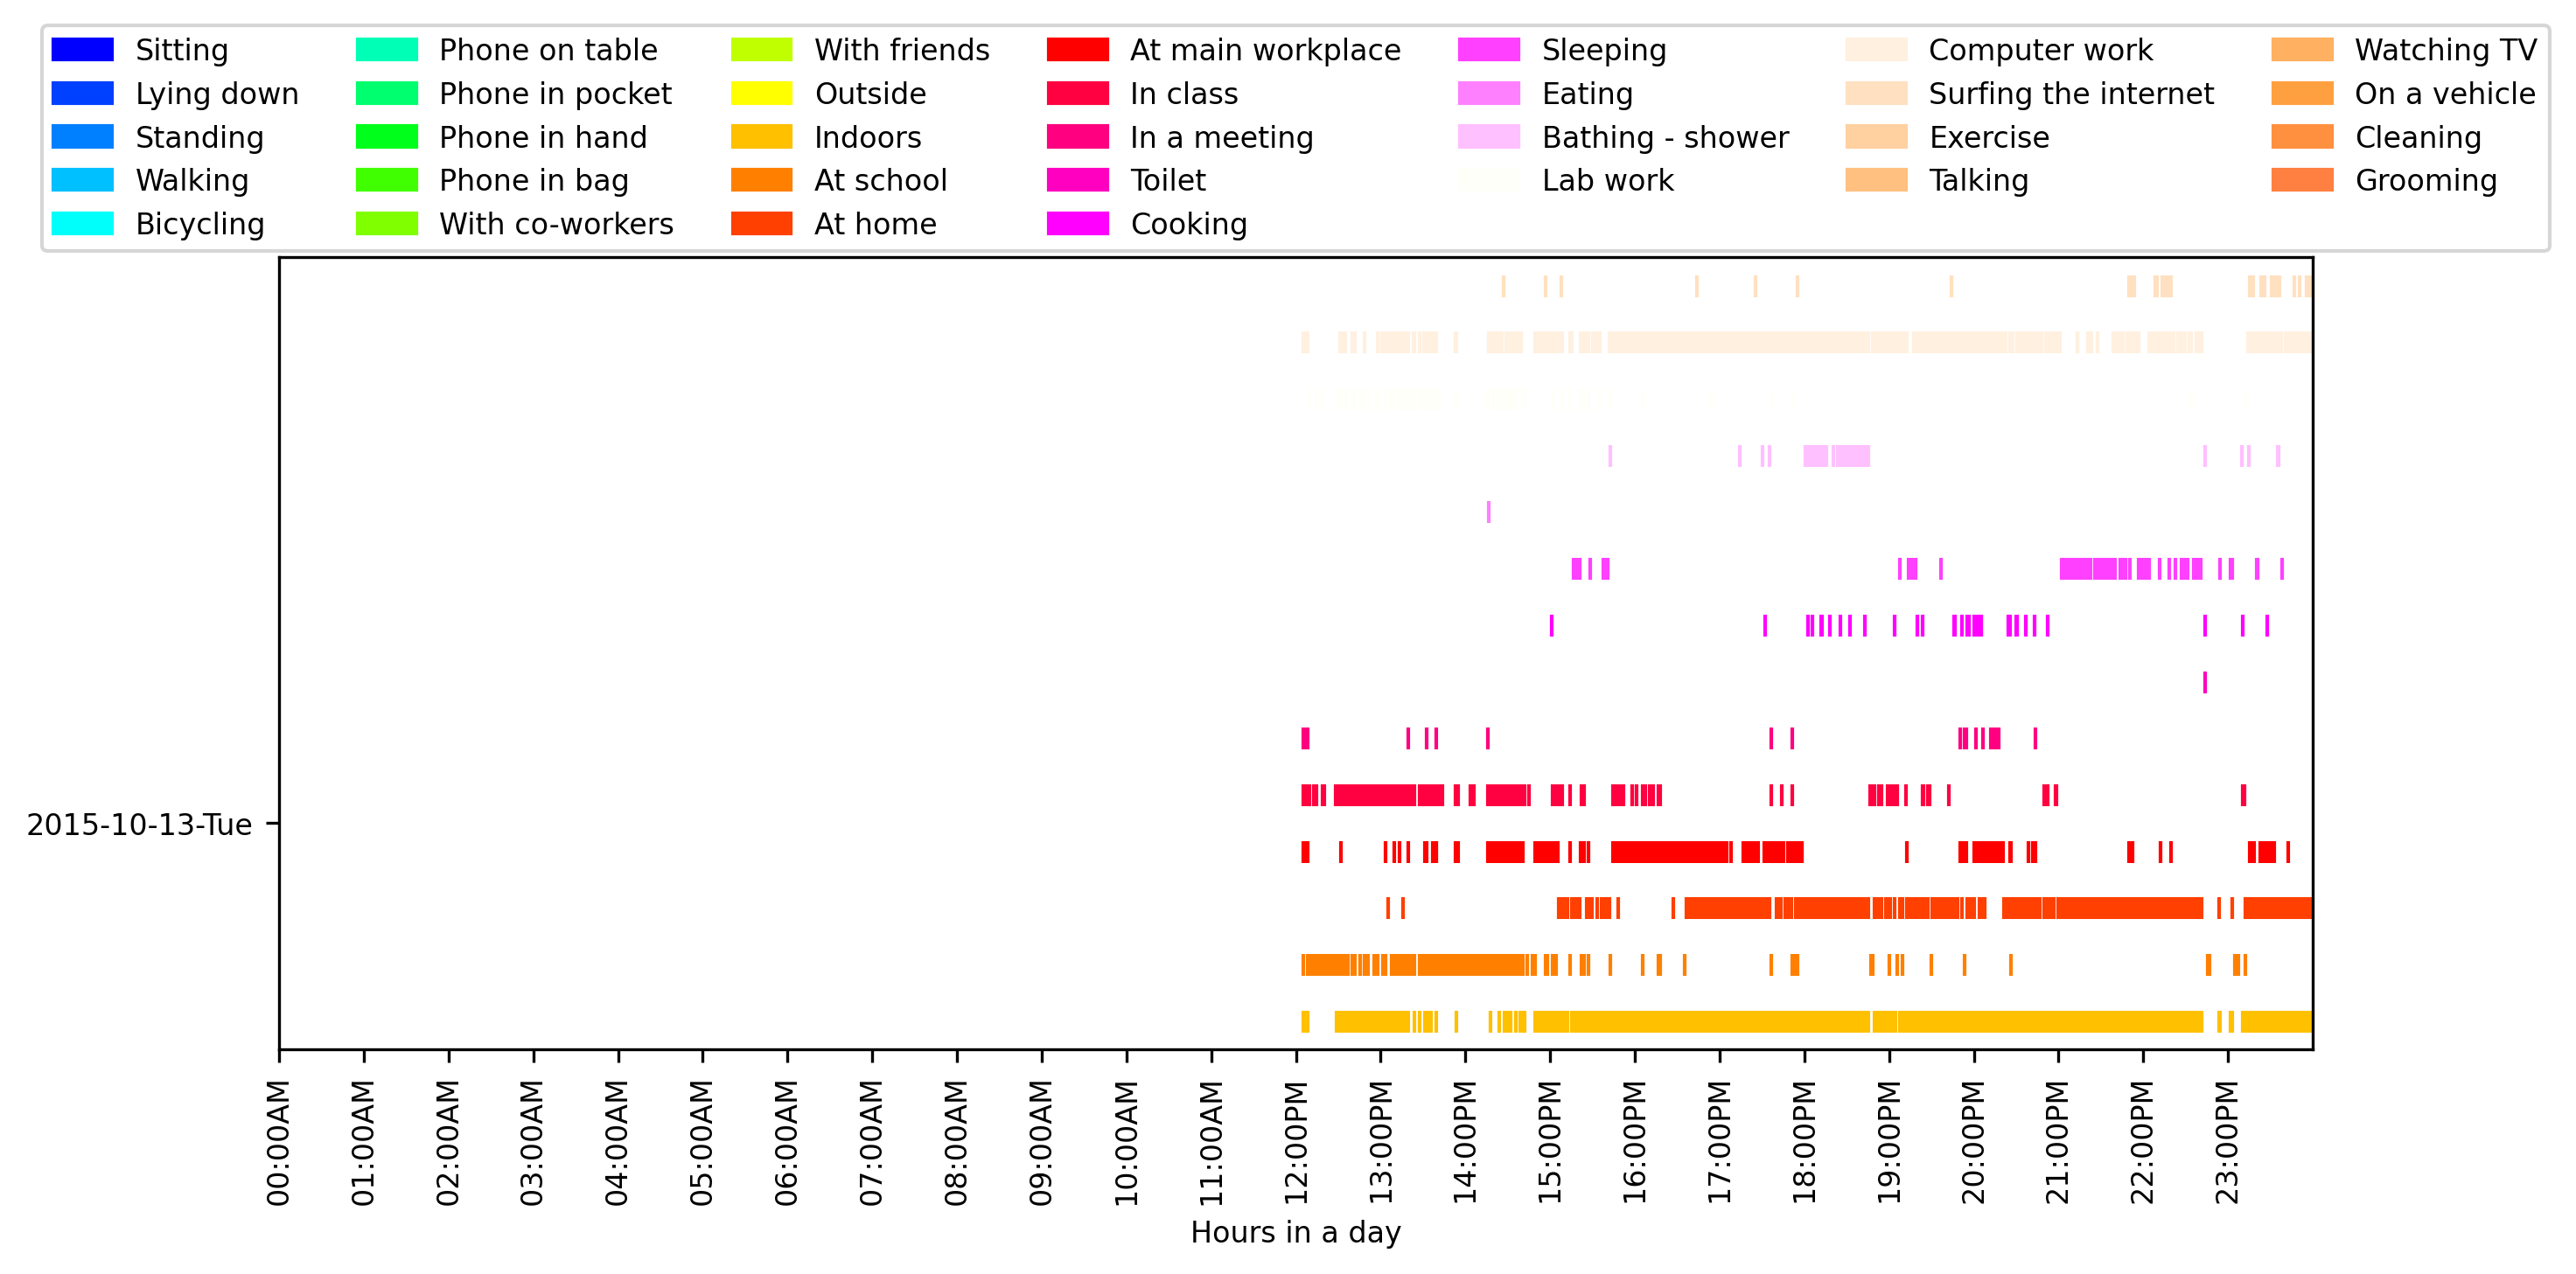 Sitting
Lying down
Standing
Walking
Bicycling
Phone on table
Phone in pocket
Phone in hand
Phone in bag
With co-workers
With friends
Outside
Indoors
At school
At home
At main workplace
In class
In a meeting
Toilet
Cooking
Sleeping
Eating
Bathing - shower
Lab work
Computer work
Surfing the internet
Exercise
Talking
Watching TV
On a vehicle
Cleaning
Grooming
2015-10-13-Tue
00:00AM
01:00AM
02:00AM
03:00AM
04:00AM
05:00AM
06:00AM
07:00AM
08:00AM
09:00AM
10:00AM
11:00AM
12:00PM
13:00PM
14:00PM
15:00PM
16:00PM
17:00PM
18:00PM
19:00PM
20:00PM
21:00PM
22:00PM
23:00PM
Hours in a day